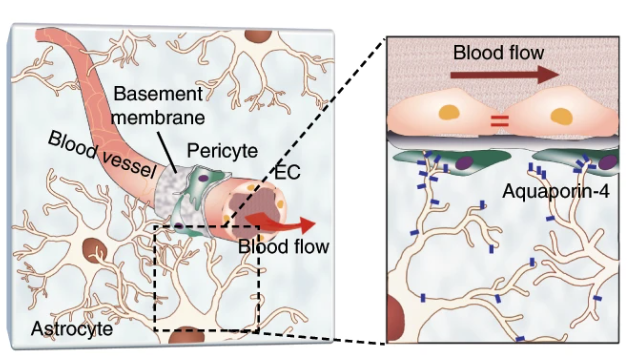 Basement
membrane
Blood vessel
Pericyte
EC
Blood flow
Astrocyte
Blood flow
=
Aquaporin-4